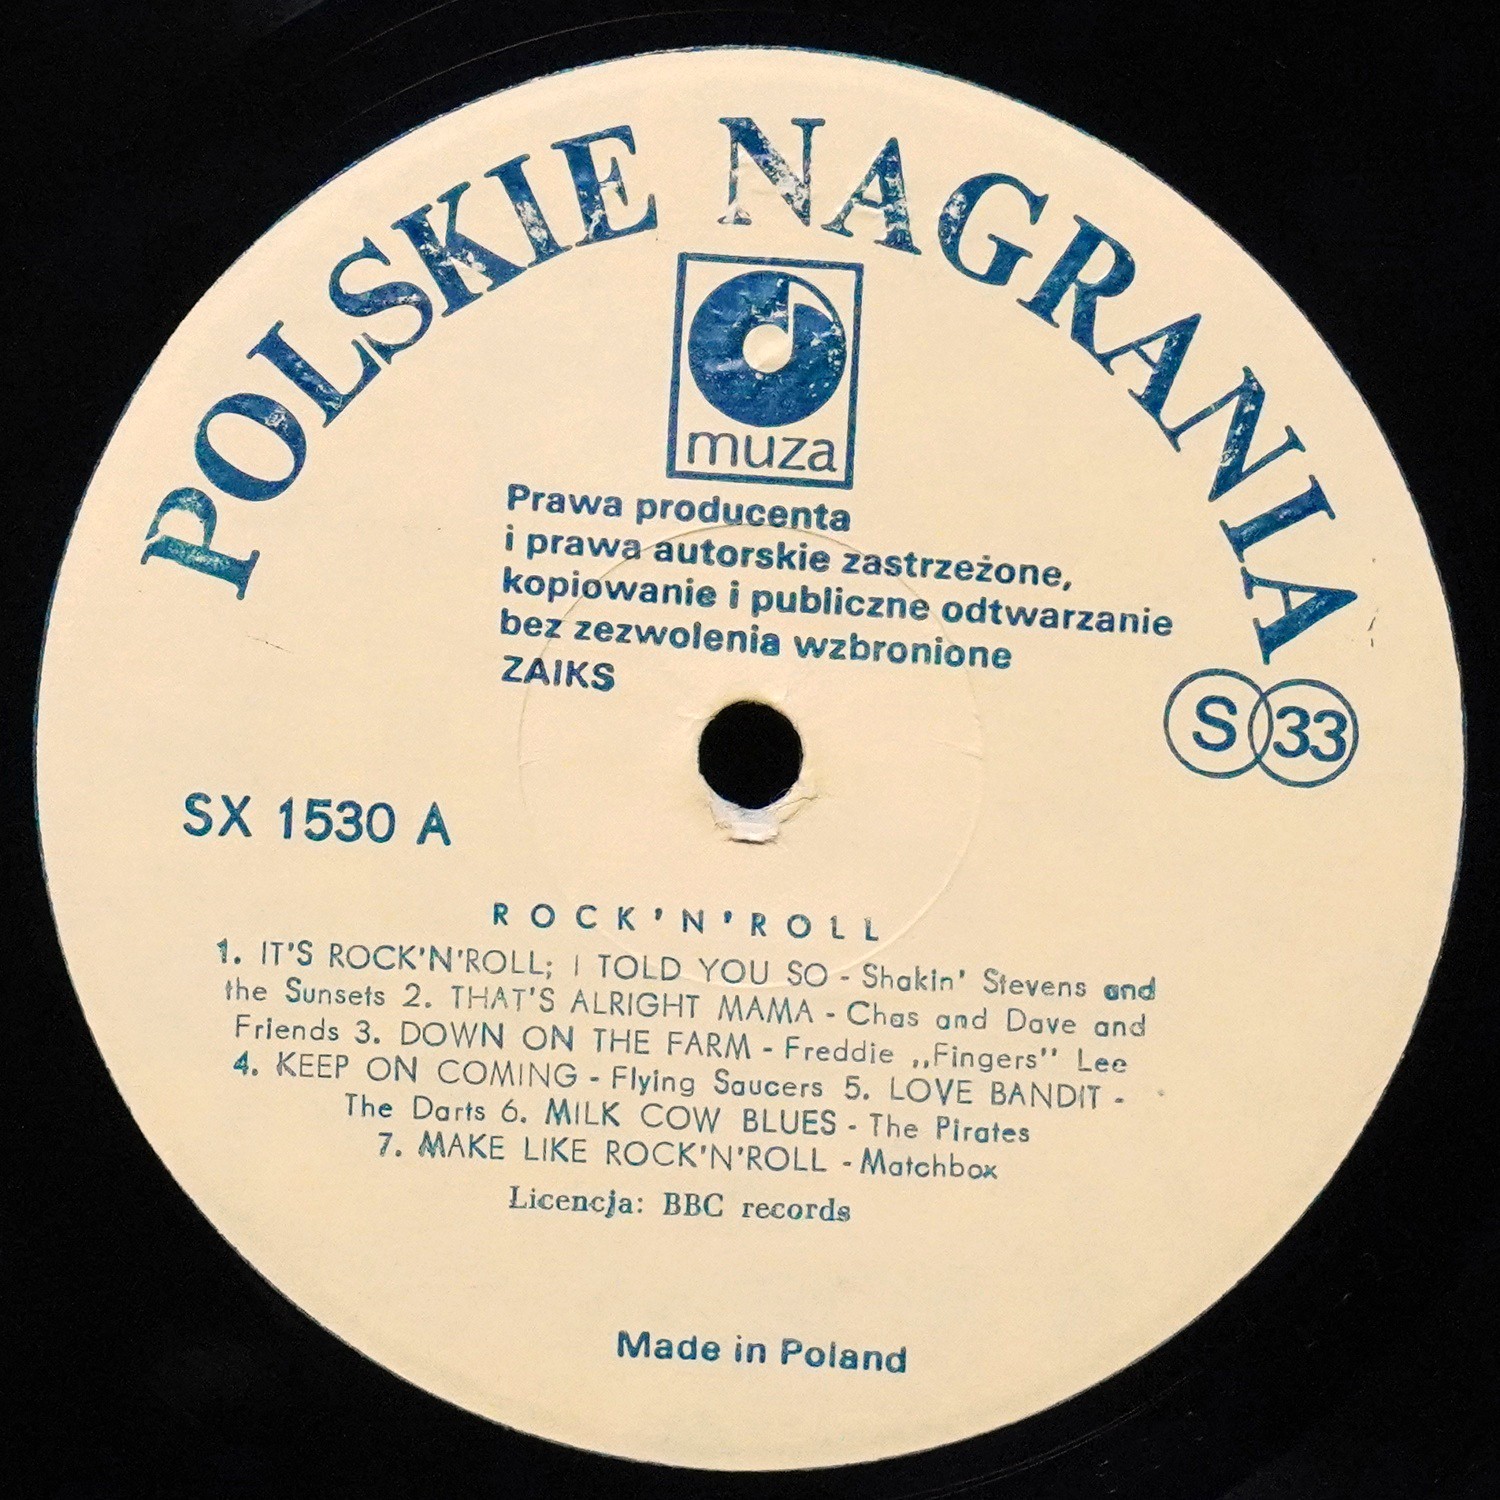 POLSKIE NAGRANIA
muza
Prawa producenta
i prawa autorskie zastrzeżone,
kopiowanie i publiczne odtwarzanie
bez zezwolenia wzbronione
ZAIKS
S 33
SX 1530 A
ROCK'N'ROLL
1. IT'S ROCK'N'ROLL; I TOLD YOU SO - Shakin' Stevens and
the Sunsets 2. THAT'S ALRIGHT MAMA - Chas and Dave and
Friends 3. DOWN ON THE FARM - Freddie ,,Fingers'' Lee
4. KEEP ON COMING - Flying Saucers 5. LOVE BANDIT -
The Darts 6. MILK COW BLUES - The Pirates
7. MAKE LIKE ROCK'N'ROLL - Matchbox
Licencja: BBC records
Made in Poland